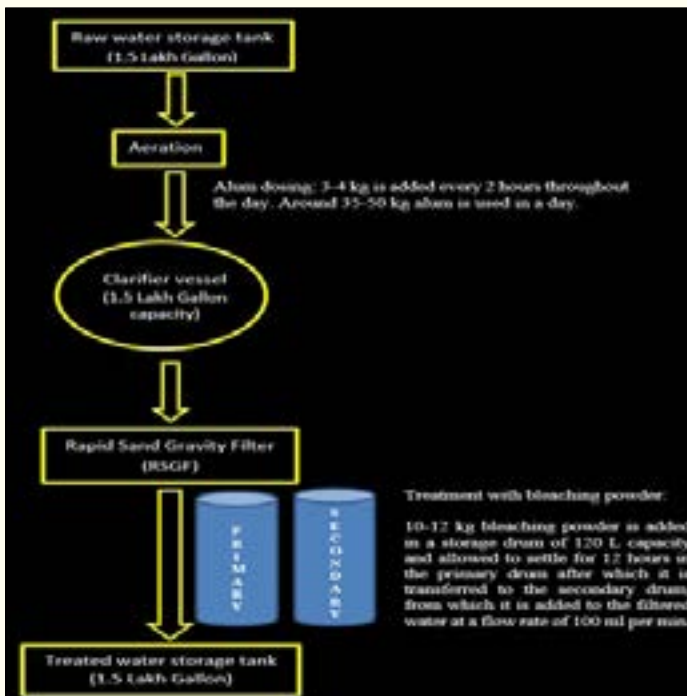 Raw water storage tank
(1.5 Lakh Gallon)
Aeration
Alum dosing: 3-4 kg is added every 2 hours throughout
the day. Around 35-50 kg alum is used in a day.
Clarifier vessel
(1.5 Lakh Gallon
capacity)
Rapid Sand Gravity Filter
(RSGF)
PRIMARY
SECONDARY
Treatment with bleaching powder:
10-12 kg bleaching powder is added
in a storage drum of 120 L capacity
and allowed to settle for 12 hours in
the primary drum after which it is
transferred to the secondary drum,
from which it is added to the filtered
water at a flow rate of 100 ml per min.
Treated water storage tank
(1.5 Lakh Gallon)